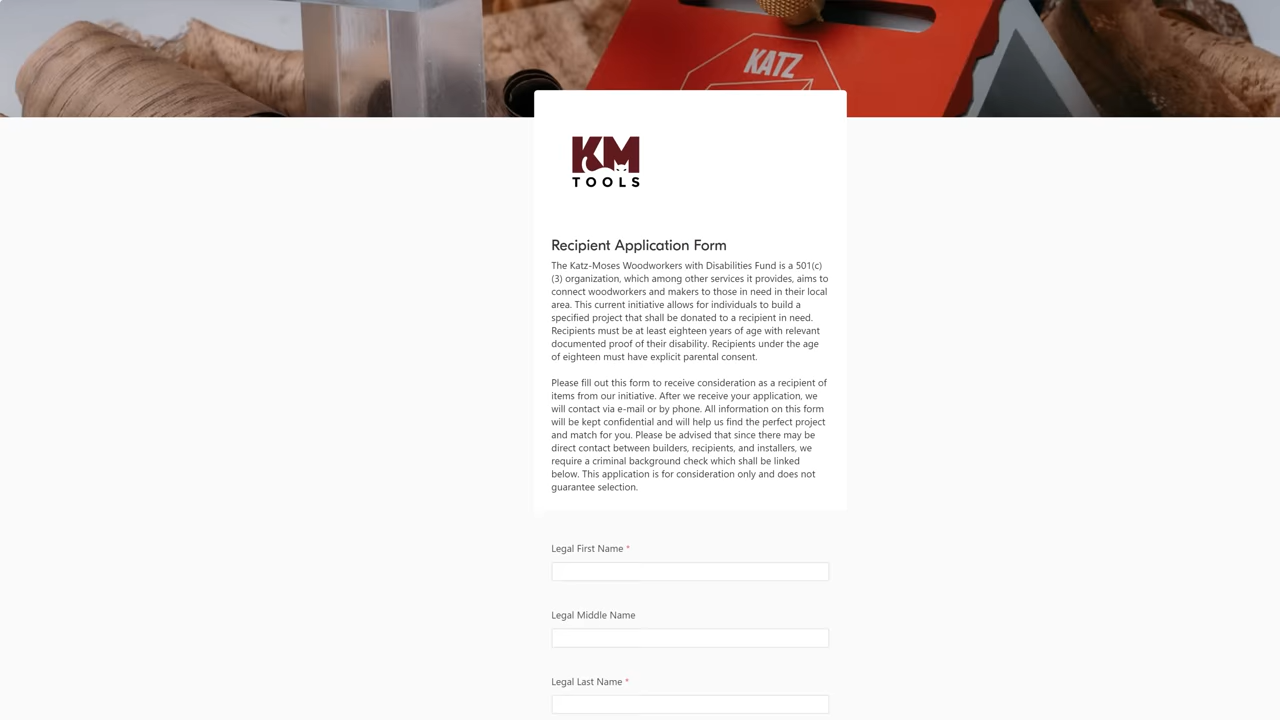 KATZ
KM
TOOLS
Recipient Application Form
The Katz-Moses Woodworkers with Disabilities Fund is a 501(c)
(3) organization, which among other services it provides, aims to
connect woodworkers and makers to those in need in their local
area. This current initiative allows for individuals to build a
specified project that shall be donated to a recipient in need.
Recipients must be at least eighteen years of age with relevant
documented proof of their disability. Recipients under the age
of eighteen must have explicit parental consent.
Please fill out this form to receive consideration as a recipient of
items from our initiative. After we receive your application, we
will contact via e-mail or by phone. All information on this form
will be kept confidential and will help us find the perfect project
and match for you. Please be advised that since there may be
direct contact between builders, recipients, and installers, we
require a criminal background check which shall be linked
below. This application is for consideration only and does not
guarantee selection.
Legal First Name *
Legal Middle Name
Legal Last Name *